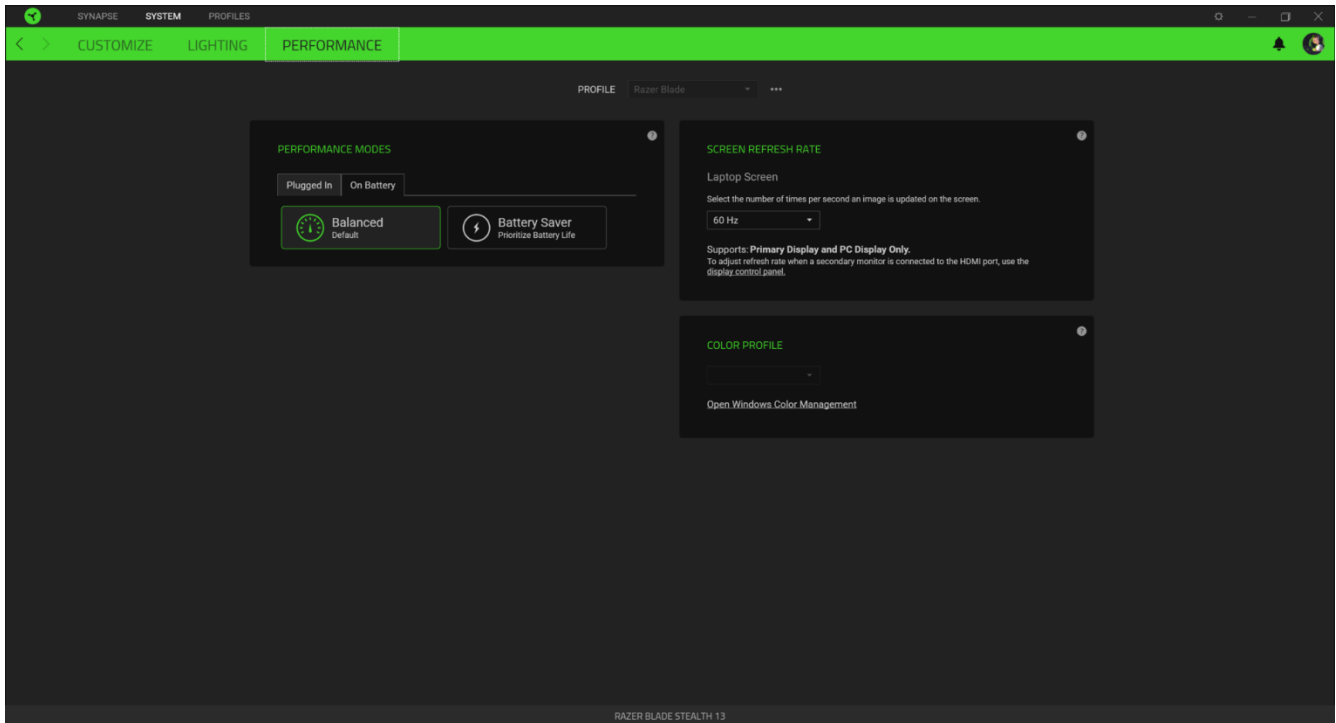 SYNAPSE SYSTEM PROFILES
CUSTOMIZE LIGHTING PERFORMANCE
PROFILE Razer Blade
PERFORMANCE MODES
Plugged In On Battery
Balanced
Default
Battery Saver
Prioritize Battery Life
SCREEN REFRESH RATE
Laptop Screen
Select the number of times per second an image is updated on the screen.
60 Hz
Supports: Primary Display and PC Display Only.
To adjust refresh rate when a secondary monitor is connected to the HDMI port, use the
display control panel.
COLOR PROFILE
Open Windows Color Management
RAZER BLADE STEALTH 13